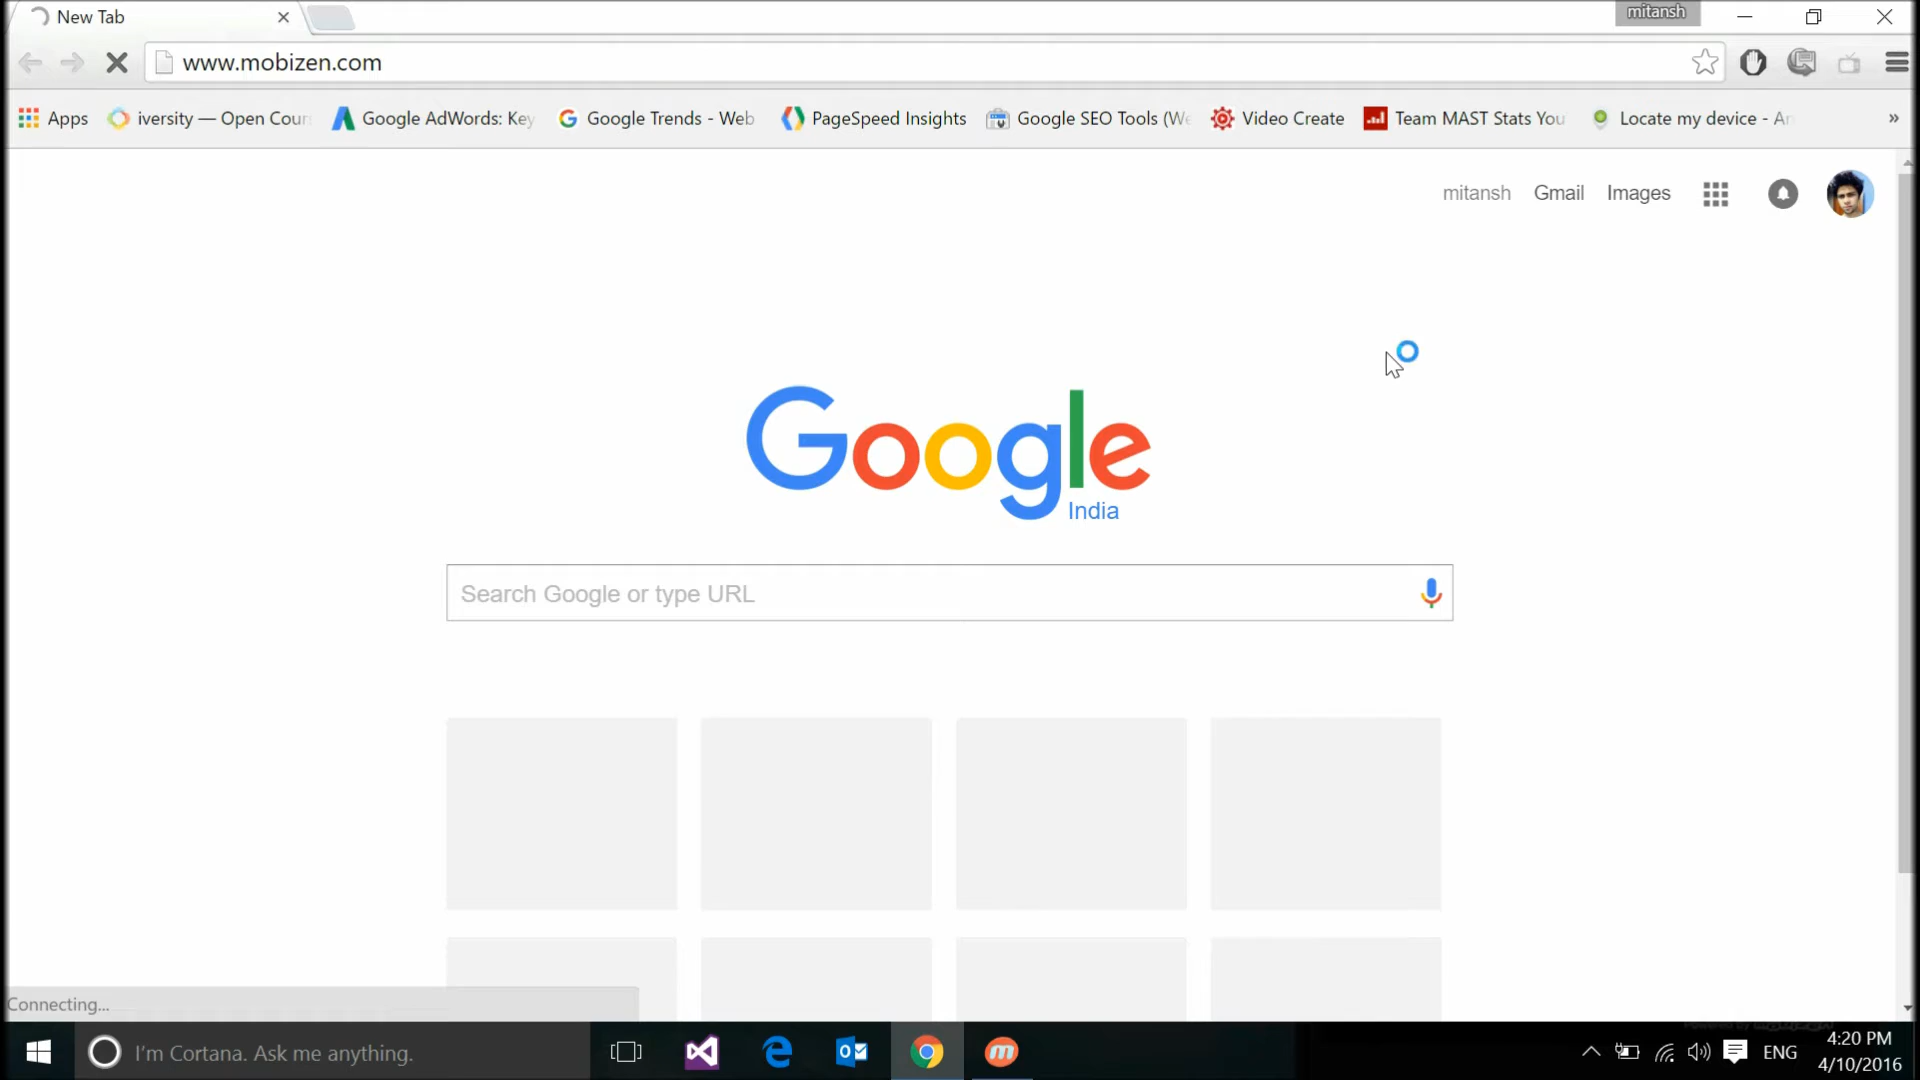 New Tab
mitansh
www.mobizen.com
Apps
iversity — Open Cour
Google AdWords: Key
Google Trends - Web
PageSpeed Insights
Google SEO Tools (We
Video Create
Team MAST Stats You
Locate my device - An
»
mitansh
Gmail
Images
Google
India
Search Google or type URL
Connecting...
I'm Cortana. Ask me anything.
ENG
4:20 PM
4/10/2016